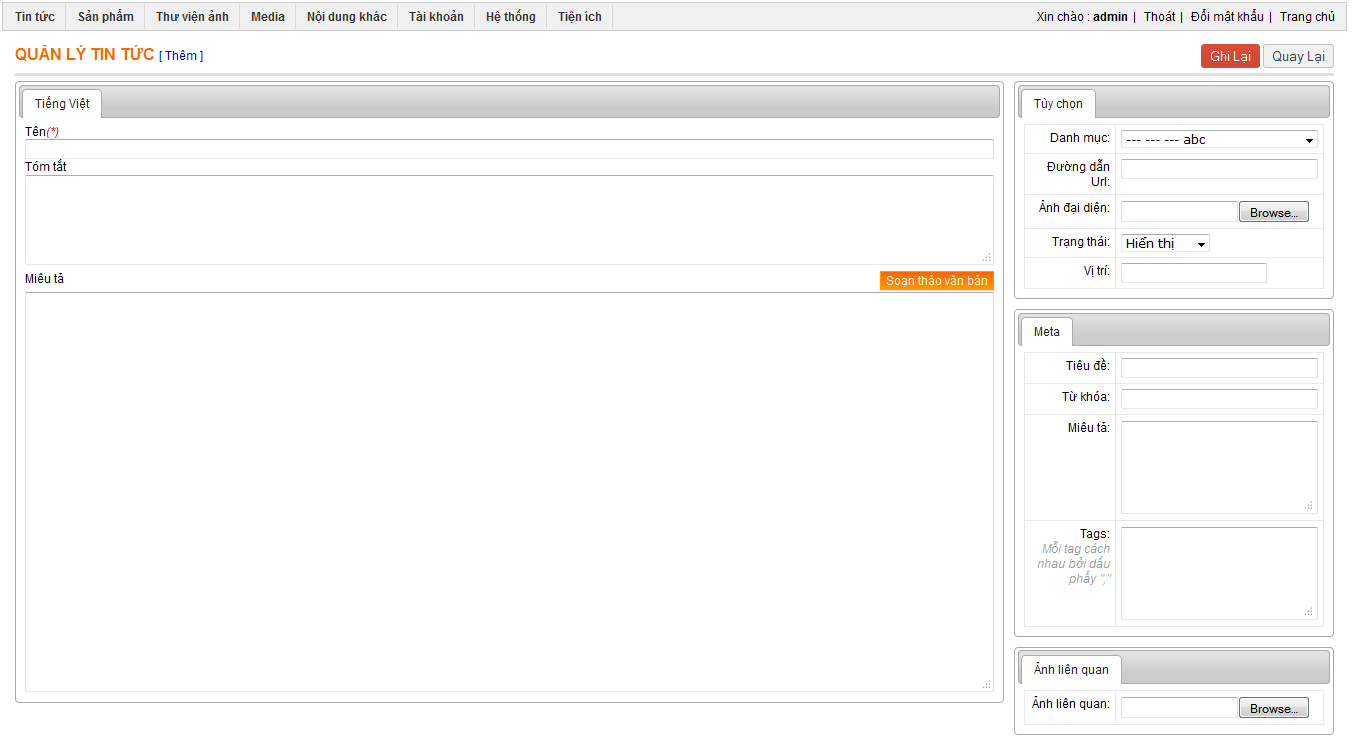 Tin tức Sản phẩm Thư viện ảnh Media Nội dung khác Tài khoản Hệ thống Tiện ích Xin chào : admin | Thoát | Đổi mật khẩu | Trang chủ
QUẢN LÝ TIN TỨC [ Thêm ] Ghi Lại Quay Lại
Tiếng Việt
Tên(*)
Tóm tắt
Miêu tả Soạn thảo văn bản
Tùy chọn
Danh mục: --- --- --- abc
Đường dẫn
Url:
Ảnh đại diện: Browse...
Trạng thái: Hiển thị
Vị trí:
Meta
Tiêu đề:
Từ khóa:
Miêu tả:
Tags:
Mỗi tag cách
nhau bởi dấu
phẩy ","
Ảnh liên quan
Ảnh liên quan: Browse...